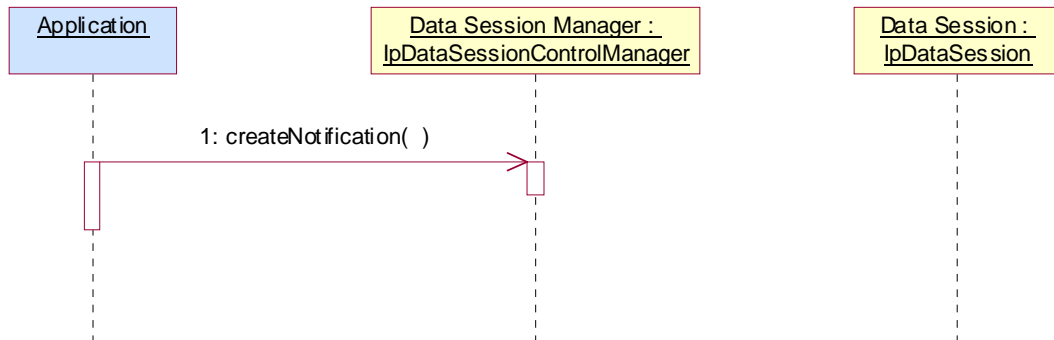 Application
Data Session Manager :
IpDataSessionControlManager
Data Session :
IpDataSession
1: createNotification( )